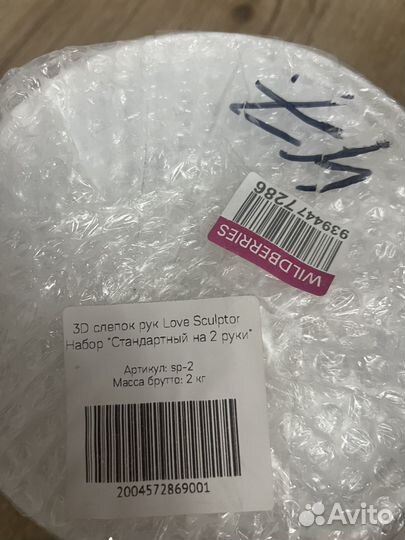 9394477286
WILDBERRIES
3D слепок рук Love Sculptor
Набор "Стандартный на 2 руки"
Артикул: sp-2
Масса брутто: 2 кг
2004572869001
Avito